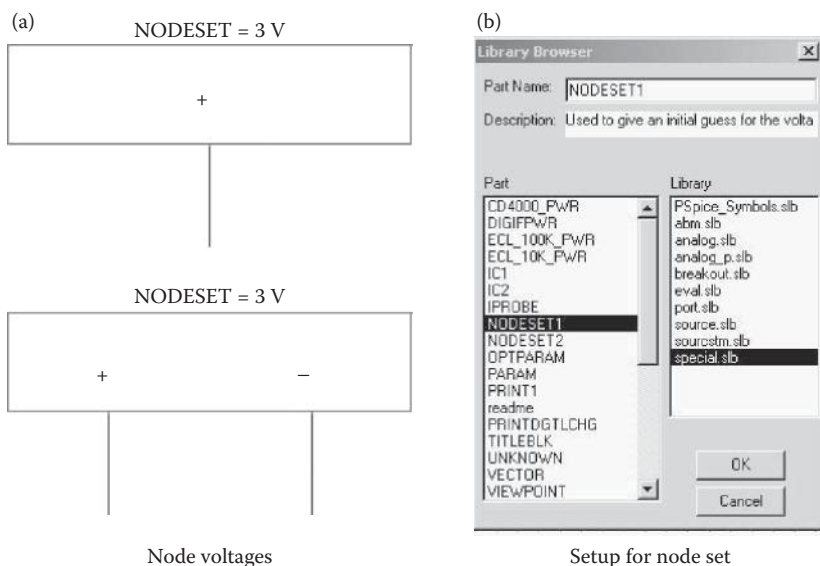 (a)
NODESET = 3 V
+
NODESET = 3 V
+ −
Node voltages
(b)
Library Browser
Part Name: NODESET1
Description: Used to give an initial guess for the volta
Part
CD4000_PWR
DIGIFPWR
ECL_100K_PWR
ECL_10K_PWR
IC1
IC2
IPROBE
NODESET1
NODESET2
OPTPARAM
PARAM
PRINT1
readme
PRINTDGTLCHG
TITLEBLK
UNKNOWN
VECTOR
VIEWPOINT
Library
PSpice_Symbols.slb
abm.slb
analog.slb
analog_p.slb
breakout.slb
eval.slb
port.slb
source.slb
sourcstm.slb
special.slb
OK
Cancel
Setup for node set